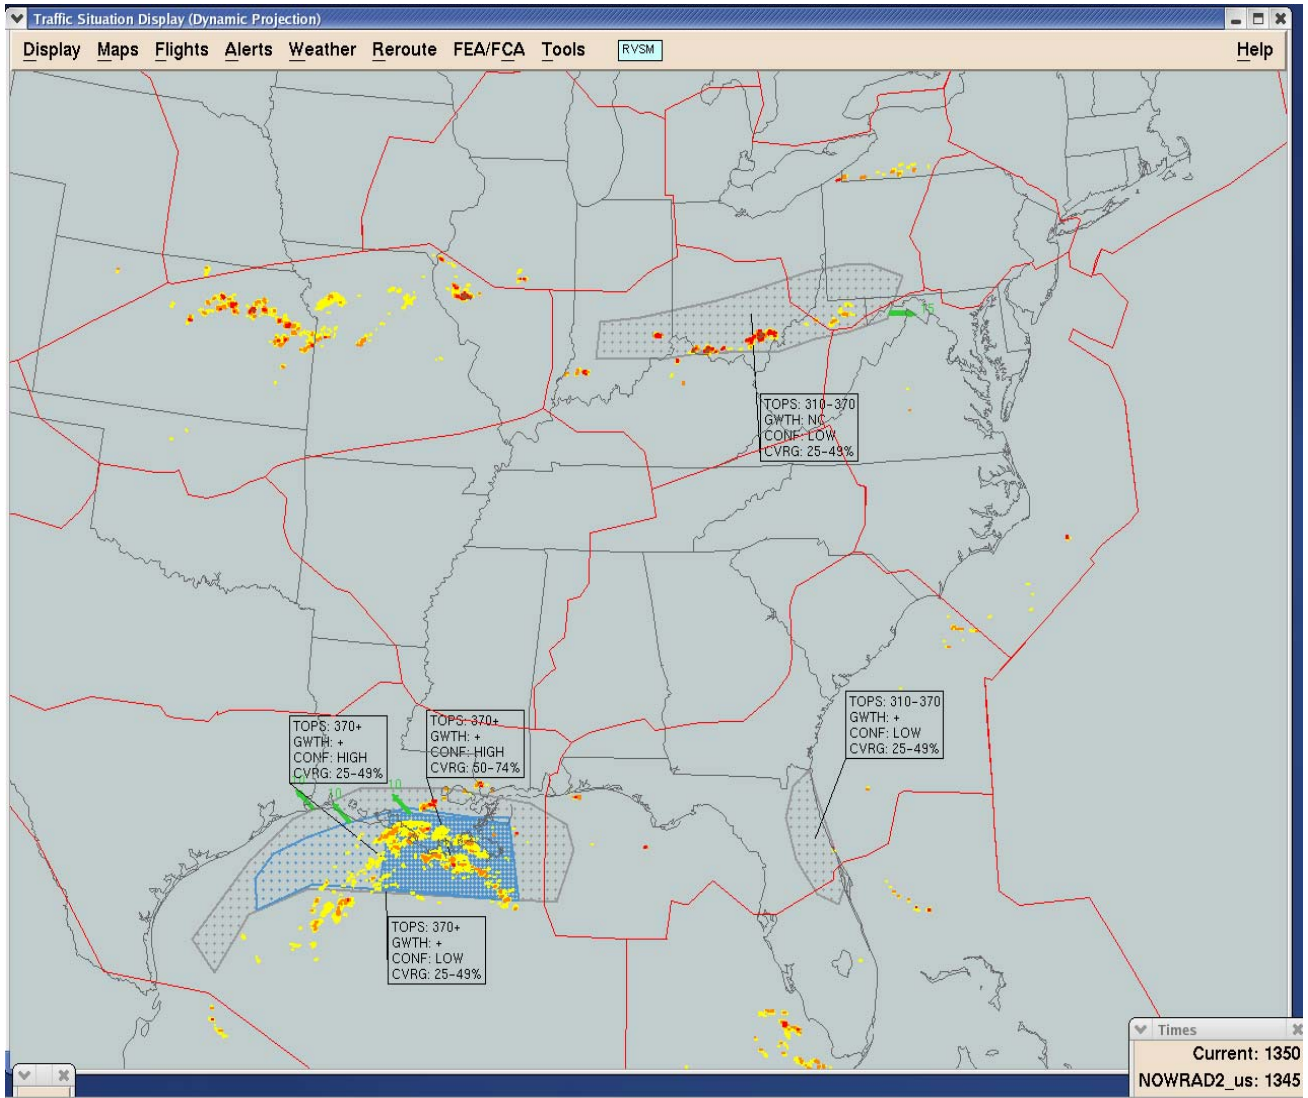 Traffic Situation Display (Dynamic Projection)
Display Maps Flights Alerts Weather Reroute FEA/FCA Tools RVSM Help
15
TOPS: 310-370
GWTH: NC
CONF: LOW
CVRG: 25-49%
TOPS: 310-370
GWTH: +
CONF: LOW
CVRG: 25-49%
TOPS: 370+
GWTH: +
CONF: HIGH
CVRG: 25-49%
TOPS: 370+
GWTH: +
CONF: HIGH
CVRG: 50-74%
10
10
TOPS: 370+
GWTH: +
CONF: LOW
CVRG: 25-49%
Times
Current: 1350
NOWRAD2_us: 1345